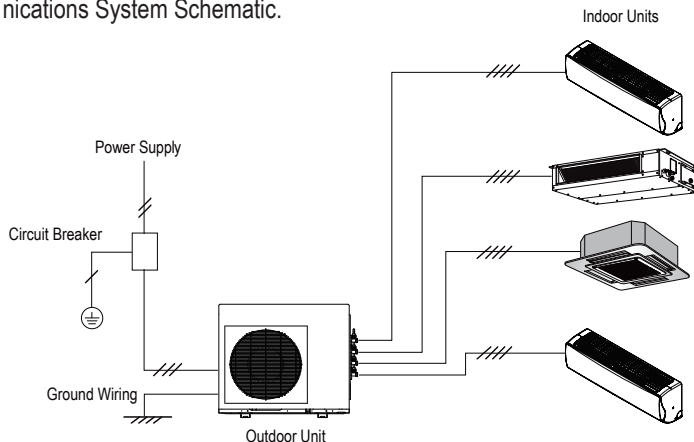 nications System Schematic.
Indoor Units
Power Supply
Circuit Breaker
Ground Wiring
Outdoor Unit